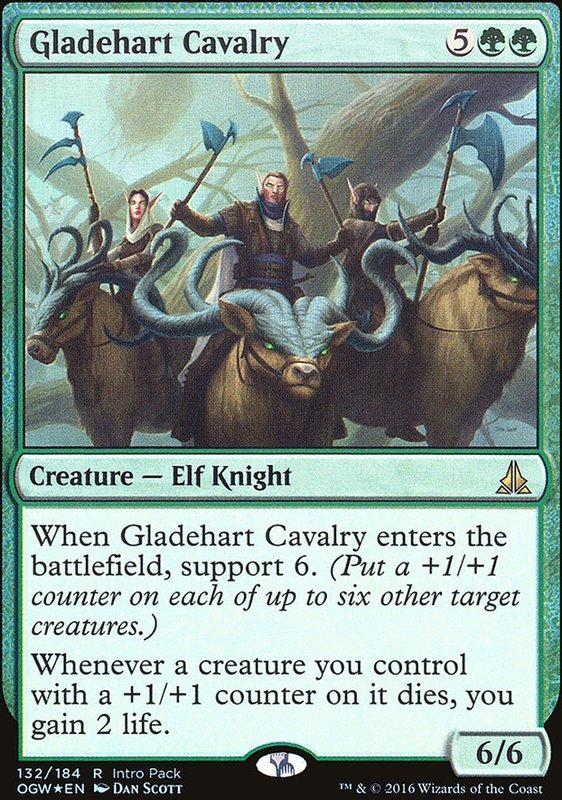 Gladehart Cavalry 5
Creature — Elf Knight
When Gladehart Cavalry enters the
battlefield, support 6. (Put a +1/+1
counter on each of up to six other target
creatures.)
Whenever a creature you control
with a +1/+1 counter on it dies, you
gain 2 life.
6/6
132/184 R Intro Pack
OGW★EN Dan Scott
™ & © 2016 Wizards of the Coast